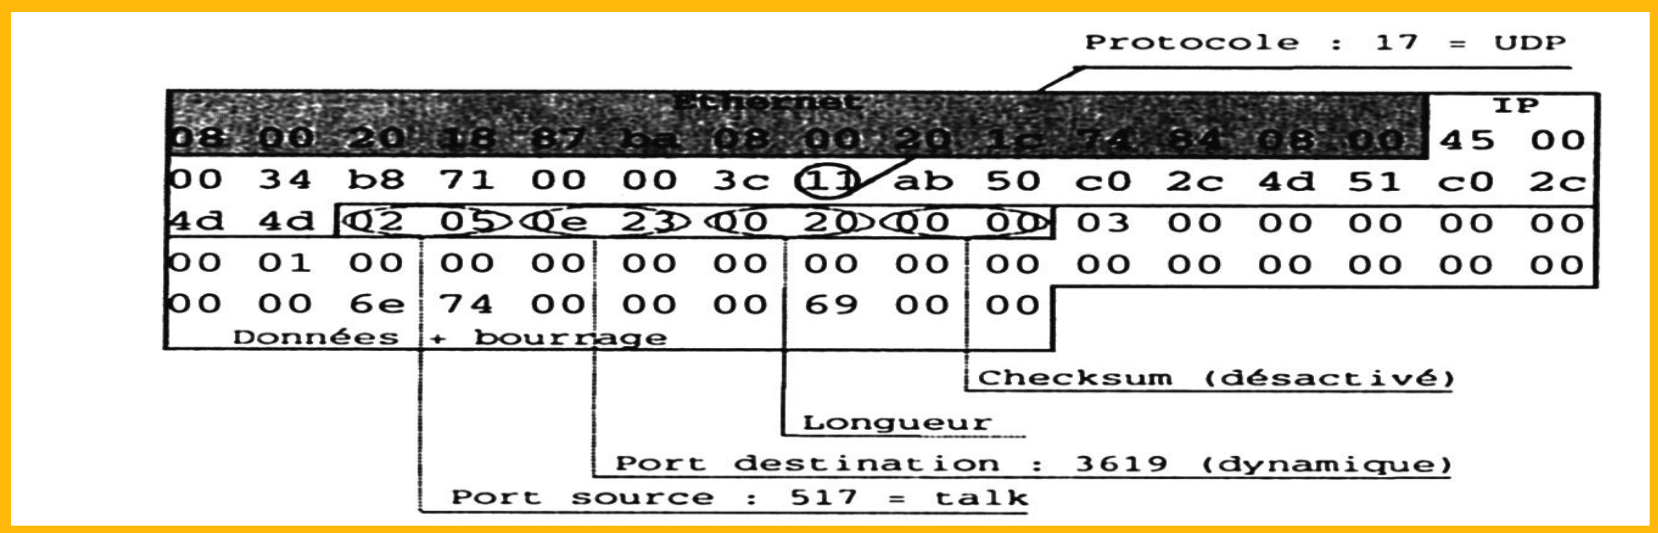 Protocole : 17 = UDP
Ethernet IP
08 00 20 18 87 ba 08 00 20 1c 74 84 08 00 45 00
00 34 b8 71 00 00 3c 11 ab 50 c0 2c 4d 51 c0 2c
4d 4d 02 05 0e 23 00 20 00 00 03 00 00 00 00 00
00 01 00 00 00 00 00 00 00 00 00 00 00 00 00 00
00 00 6e 74 00 00 00 69 00 00
Données + bourrage
Checksum (désactivé)
Longueur
Port destination : 3619 (dynamique)
Port source : 517 = talk